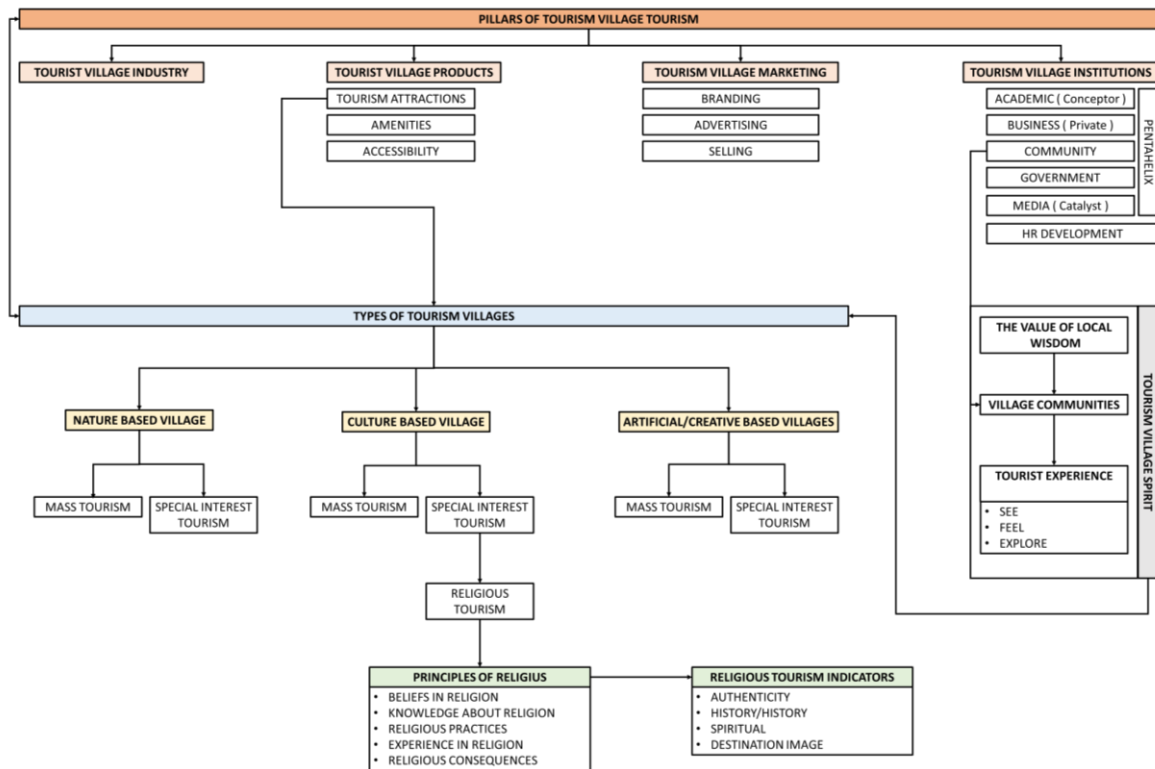 PILLARS OF TOURISM VILLAGE TOURISM
TOURIST VILLAGE INDUSTRY
TOURIST VILLAGE PRODUCTS
TOURISM ATTRACTIONS
AMENITIES
ACCESSIBILITY
TOURISM VILLAGE MARKETING
BRANDING
ADVERTISING
SELLING
TOURISM VILLAGE INSTITUTIONS
ACADEMIC ( Conceptor )
BUSINESS ( Private )
COMMUNITY
GOVERNMENT
MEDIA ( Catalyst )
PENTAHELIX
HR DEVELOPMENT
TYPES OF TOURISM VILLAGES
THE VALUE OF LOCAL
WISDOM
VILLAGE COMMUNITIES
TOURIST EXPERIENCE
• SEE
• FEEL
• EXPLORE
TOURISM VILLAGE SPIRIT
NATURE BASED VILLAGE
MASS TOURISM
SPECIAL INTEREST
TOURISM
CULTURE BASED VILLAGE
MASS TOURISM
SPECIAL INTEREST
TOURISM
ARTIFICIAL/CREATIVE BASED VILLAGES
MASS TOURISM
SPECIAL INTEREST
TOURISM
RELIGIOUS
TOURISM
PRINCIPLES OF RELIGIUS
• BELIEFS IN RELIGION
• KNOWLEDGE ABOUT RELIGION
• RELIGIOUS PRACTICES
• EXPERIENCE IN RELIGION
• RELIGIOUS CONSEQUENCES
RELIGIOUS TOURISM INDICATORS
• AUTHENTICITY
• HISTORY/HISTORY
• SPIRITUAL
• DESTINATION IMAGE